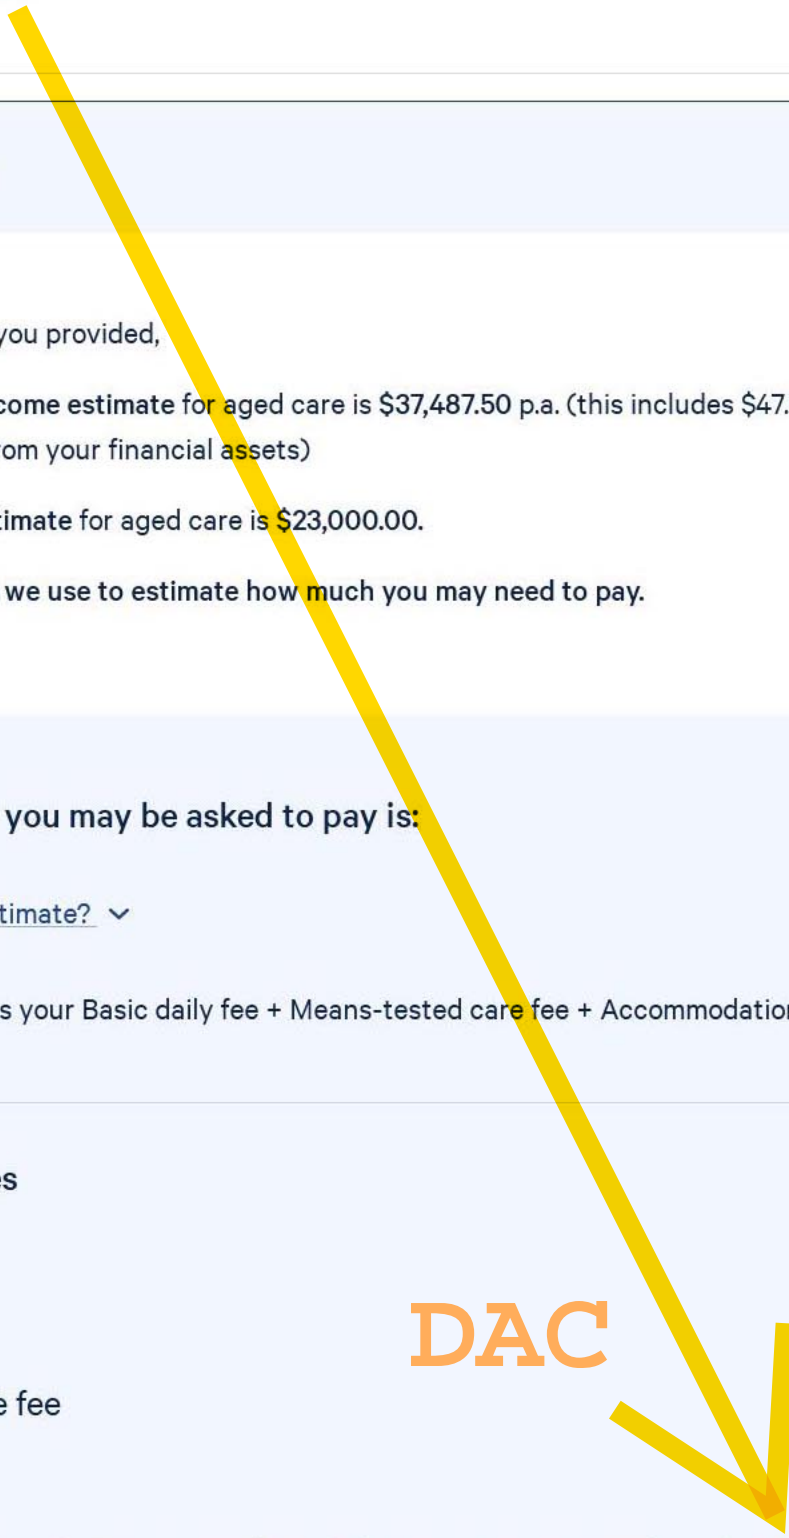 you provided,
come estimate for aged care is $37,487.50 p.a. (this includes $47.
om your financial assets)
timate for aged care is $23,000.00.
we use to estimate how much you may need to pay.
you may be asked to pay is:
timate?
s your Basic daily fee + Means-tested care fee + Accommodation
es
DAC
e fee